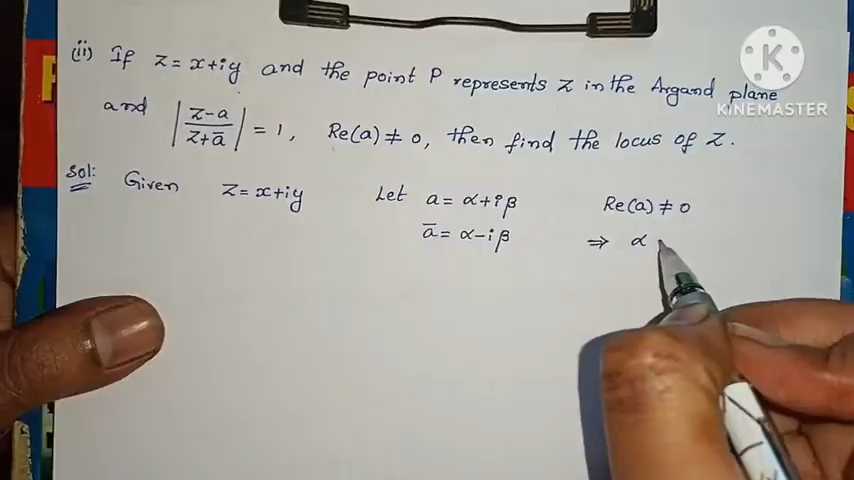 (ii) If z = x+iy and the point P represents z in the Argand plane
and |z-a / z+ā| = 1, Re(a) ≠ 0, then find the locus of z.
Sol: Given z = x+iy Let a = α+iβ Re(a) ≠ 0
ā = α-iβ ⇒ α
K
KINEMASTER